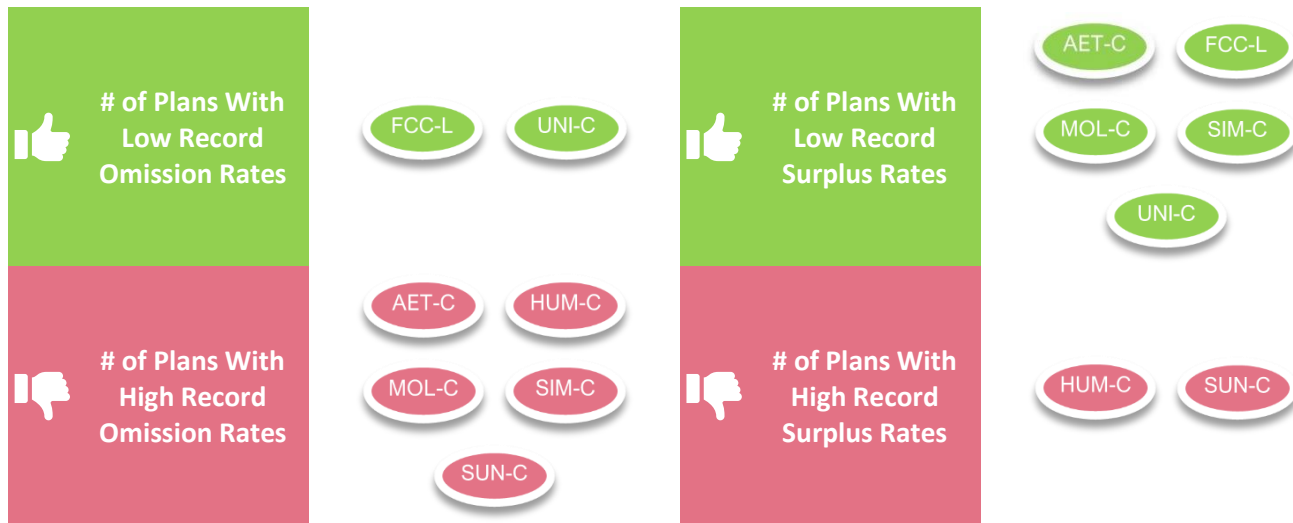 # of Plans With
Low Record
Omission Rates
FCC-L UNI-C
# of Plans With
Low Record
Surplus Rates
AET-C FCC-L
MOL-C SIM-C
UNI-C
# of Plans With
High Record
Omission Rates
AET-C HUM-C
MOL-C SIM-C
SUN-C
# of Plans With
High Record
Surplus Rates
HUM-C SUN-C